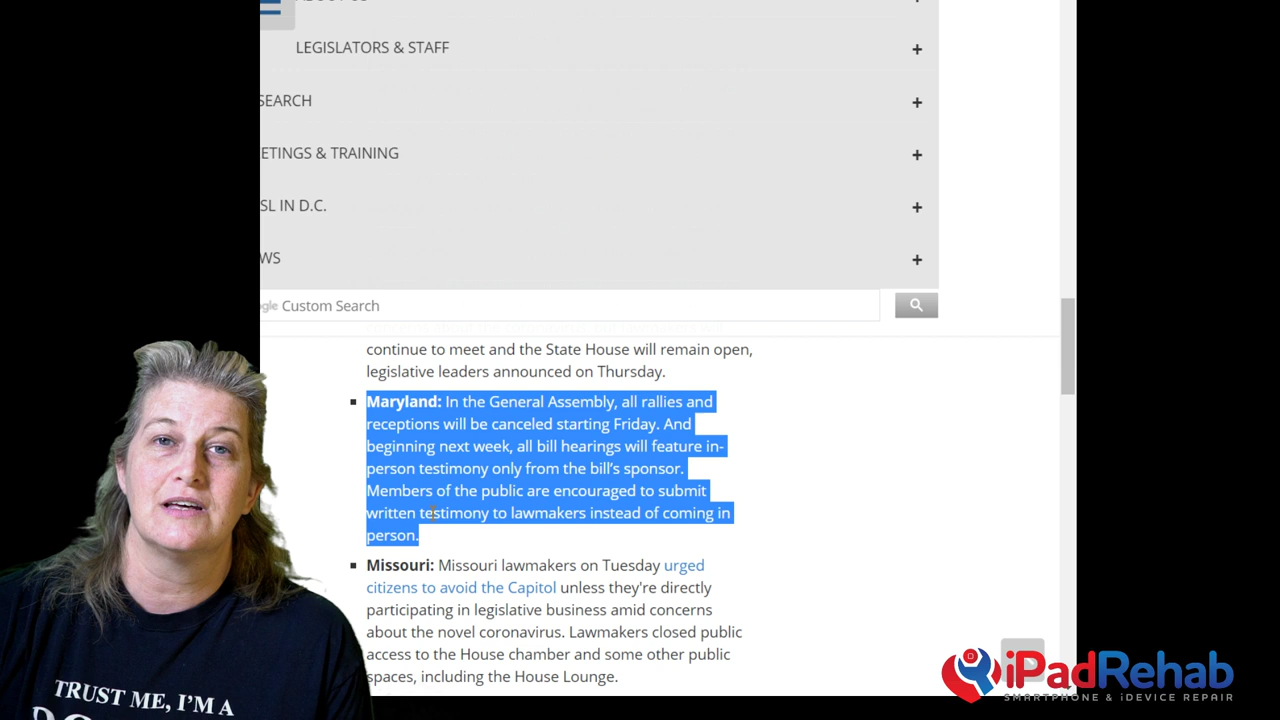 LEGISLATORS & STAFF
SEARCH
ETINGS & TRAINING
SL IN D.C.
WS
Custom Search
continue to meet and the State House will remain open,
legislative leaders announced on Thursday.
Maryland: In the General Assembly, all rallies and
receptions will be canceled starting Friday. And
beginning next week, all bill hearings will feature in-
person testimony only from the bill’s sponsor.
Members of the public are encouraged to submit
written testimony to lawmakers instead of coming in
person.
Missouri: Missouri lawmakers on Tuesday urged
citizens to avoid the Capitol unless they're directly
participating in legislative business amid concerns
about the novel coronavirus. Lawmakers closed public
access to the House chamber and some other public
spaces, including the House Lounge.
TRUST ME, I'M A
iPadRehab
SMARTPHONE & iDEVICE REPAIR